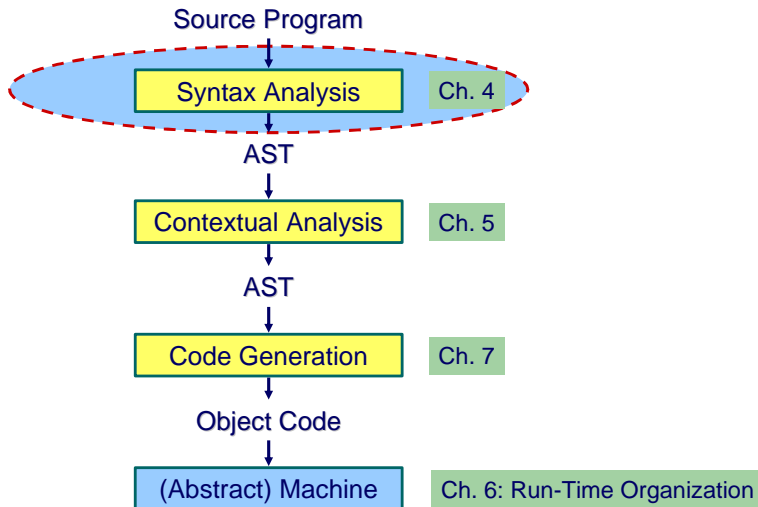 Source Program
Syntax Analysis
Ch. 4
AST
Contextual Analysis
Ch. 5
AST
Code Generation
Ch. 7
Object Code
(Abstract) Machine
Ch. 6: Run-Time Organization